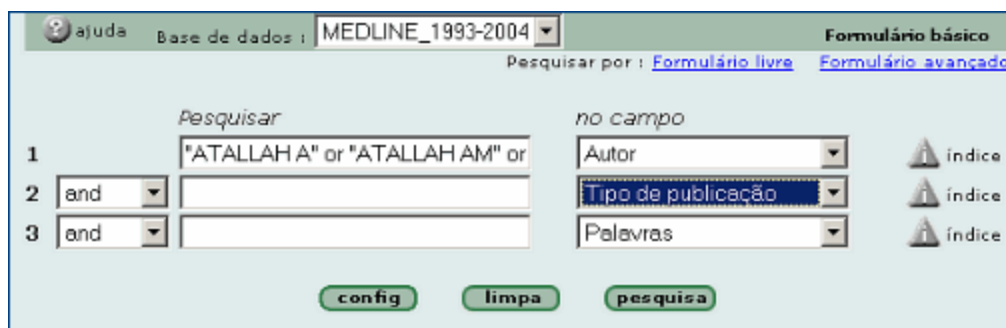 ajuda Base de dados : MEDLINE_1993-2004 Formulário básico
Pesquisar por : Formulário livre Formulário avançado
Pesquisar no campo
1 "ATALLAH A" or "ATALLAH AM" or Autor índice
2 and Tipo de publicação índice
3 and Palavras índice
config limpa pesquisa